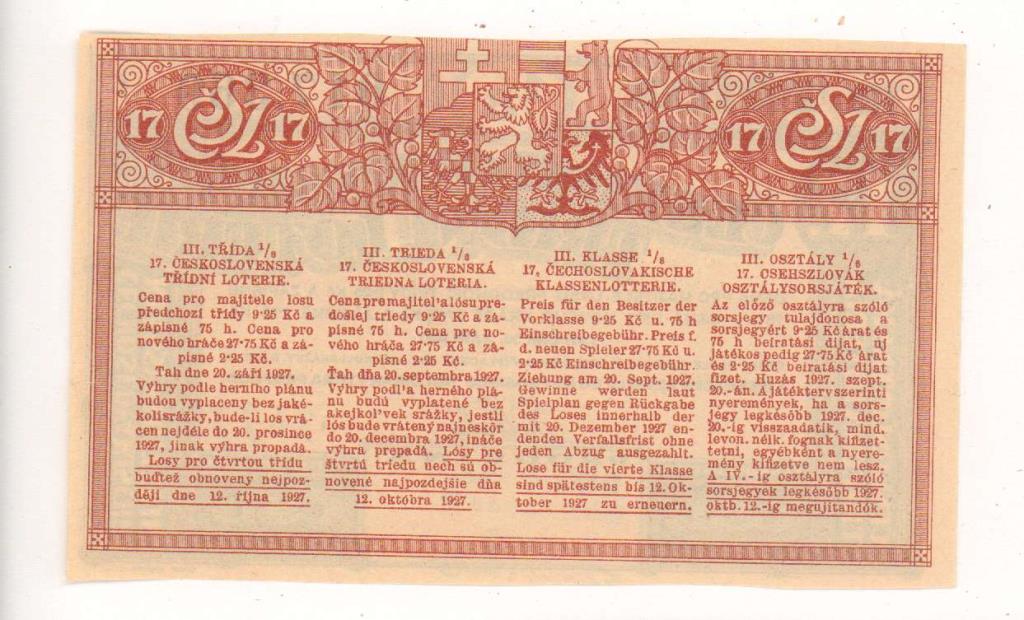 17 ČSL 17
17 ČSL 17
III. TŘÍDA 1/8
17. ČESKOSLOVENSKÁ
TŘÍDNÍ LOTERIE.
Cena pro majitele losu
předchozí třídy 9·25 Kč a
zápisné 75 h. Cena pro
nového hráče 27·75 Kč a zá-
pisné 2·25 Kč.
Tah dne 20. září 1927.
Výhry podle herního plánu
budou vyplaceny bez jaké-
kolisrážky, bude-li los vrá-
cen nejdéle do 20. prosince
1927, jinak výhra propadá.
Losy pro čtvrtou třídu
buďtež obnoveny nejpoz-
ději dne 12. října 1927.
III. TRIEDA 1/8
17. ČESKOSLOVENSKÁ
TRIEDNA LOTERIA.
Cena pre majiteľa lósu pre-
došlej triedy 9·25 Kč a zá-
pisné 75 h. Cena pre no-
vého hráča 27·75 Kč a zá-
pisné 2·25 Kč.
Ťah dňa 20. septembra 1927.
Výhry podľa herného plá-
nu budú vyplatené bez
akejkoľvek srážky, jestli
lós bude vrátený najneskôr
do 20. decembra 1927, ináče
výhra prepadá. Lósy pre
štvrtú triedu nech sú ob-
novené najpozdejšie dňa
12. októbra 1927.
III. KLASSE 1/8
17. ČECHOSLOVAKISCHE
KLASSENLOTTERIE.
Preis für den Besitzer der
Vorklasse 9·25 Kč u. 75 h
Einschreibegebühr. Preis f.
d. neuen Spieler 27·75 Kč u.
2·25 Kč Einschreibegebühr.
Ziehung am 20. Sept. 1927.
Gewinne werden laut
Spielplan gegen Rückgabe
des Loses innerhalb der
mit 20. Dezember 1927 en-
denden Verfallsfrist ohne
jeden Abzug ausgezahlt.
Lose für die vierte Klasse
sind spätestens bis 12. Ok-
tober 1927 zu erneuern.
III. OSZTÁLY 1/8
17. CSEHSZLOVÁK
OSZTÁLYSORSJÁTÉK.
Az előző osztályra szóló
sorsjegy tulajdonosa a
sorsjegyért 9·25 Kč árat és
75 h beiratási dijat, uj
játékos pedig 27·75 Kč árat
és 2·25 Kč beiratási dijat
fizet. Huzás 1927. szept.
20.-án. A játékterv szerinti
nyeremények, ha a sors-
jegy legkésőbb 1927. dec.
20.-ig visszaadatik, mind.
levon. nélk. fognak kifizet-
tetni, egyébként a nyere-
mény kifizetve nem lesz.
A IV.-ig osztályra szóló
sorsjegyek legkésőbb 1927.
oktb. 12.-ig megujitandók.